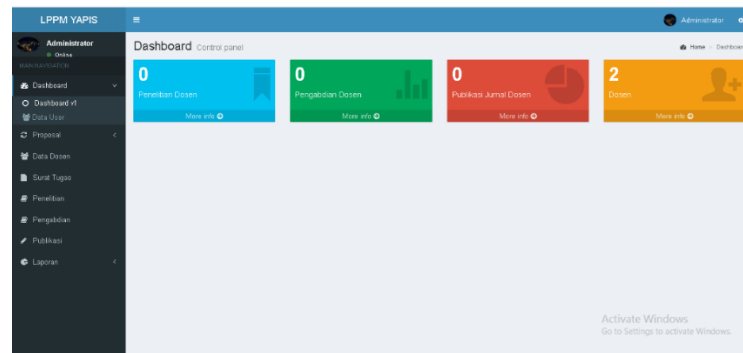 LPPM YAPIS
Administrator
Administrator
Online
MAIN NAVIGATION
Dashboard
Dashboard v1
Data User
Proposal
Data Dosen
Surat Tugas
Penelitian
Pengabdian
Publikasi
Laporan
Dashboard Control panel
Home > Dashboard
0
Penelitian Dosen
More info
0
Pengabdian Dosen
More info
0
Publikasi Jurnal Dosen
More info
2
Dosen
More info
Activate Windows
Go to Settings to activate Windows.